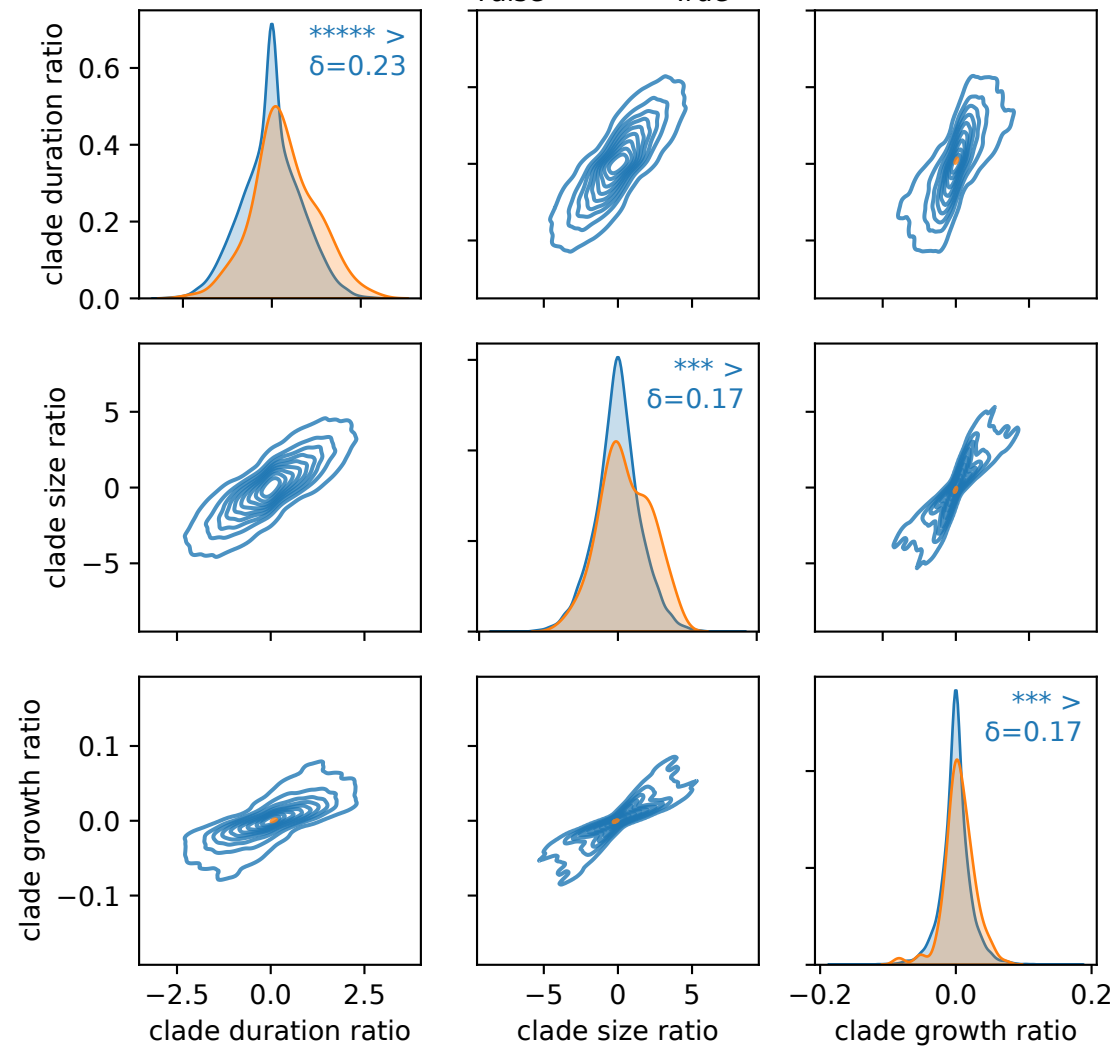 clade duration ratio
0.6
0.4
0.2
0.0
***** >
δ=0.23
clade size ratio
5
0
−5
*** >
δ=0.17
clade growth ratio
0.1
0.0
−0.1
*** >
δ=0.17
−2.5 0.0 2.5
−5 0 5
−0.2 0.0 0.2
clade duration ratio
clade size ratio
clade growth ratio